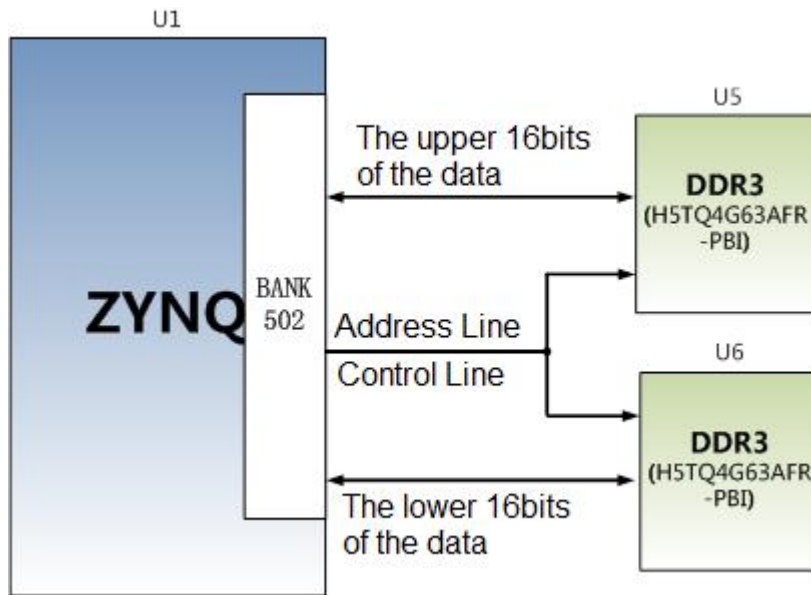 U1
ZYNQ
BANK
502
The upper 16bits
of the data
Address Line
Control Line
The lower 16bits
of the data
U5
DDR3
(H5TQ4G63AFR
-PBI)
U6
DDR3
(H5TQ4G63AFR
-PBI)